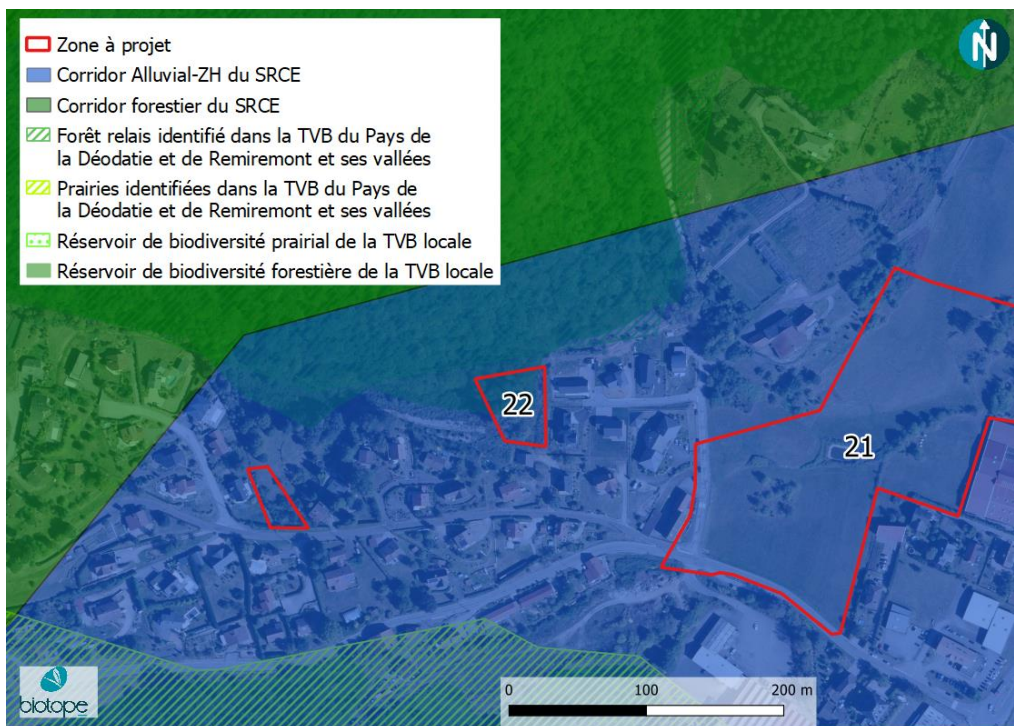 Zone à projet
Corridor Alluvial-ZH du SRCE
Corridor forestier du SRCE
Forêt relais identifié dans la TVB du Pays de
la Déodatie et de Remiremont et ses vallées
Prairies identifiées dans la TVB du Pays de
la Déodatie et de Remiremont et ses vallées
Réservoir de biodiversité prairial de la TVB locale
Réservoir de biodiversité forestière de la TVB locale
N
22
21
biotope
0 100 200 m